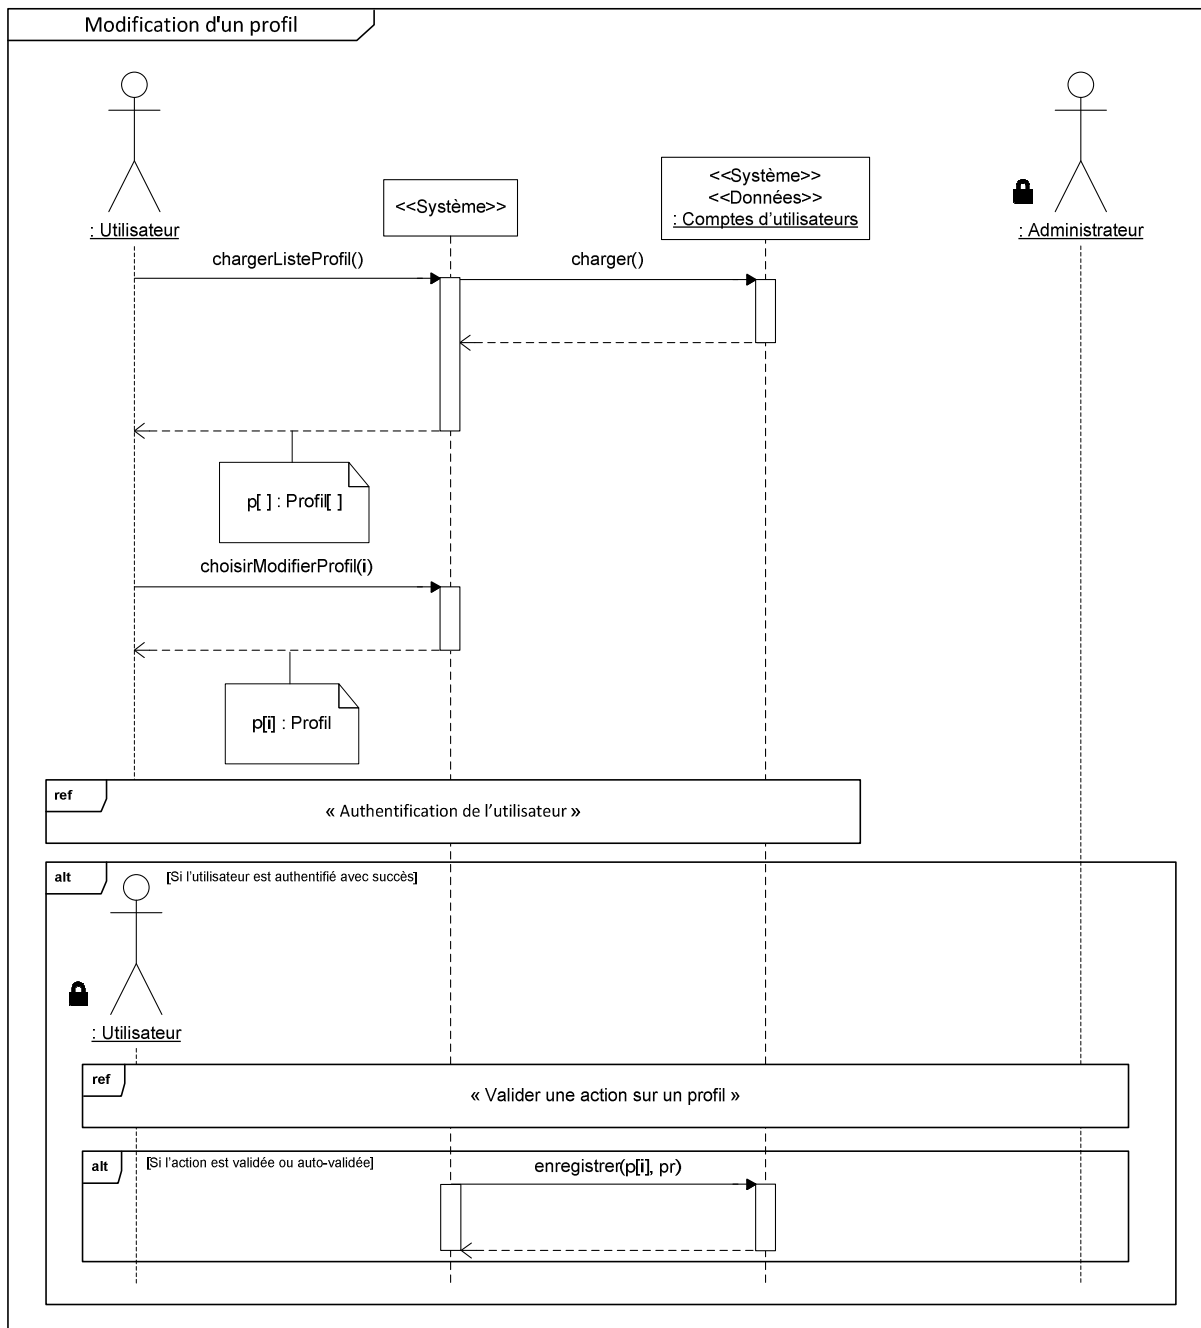 Modification d'un profil
<<Système>>
<<Système>>
<<Données>>
: Comptes d'utilisateurs
: Utilisateur
: Administrateur
chargerListeProfil()
charger()
p[ ] : Profil[ ]
choisirModifierProfil(i)
p[i] : Profil
ref
« Authentification de l'utilisateur »
alt
[Si l'utilisateur est authentifié avec succès]
: Utilisateur
ref
« Valider une action sur un profil »
alt
[Si l'action est validée ou auto-validée]
enregistrer(p[i], pr)